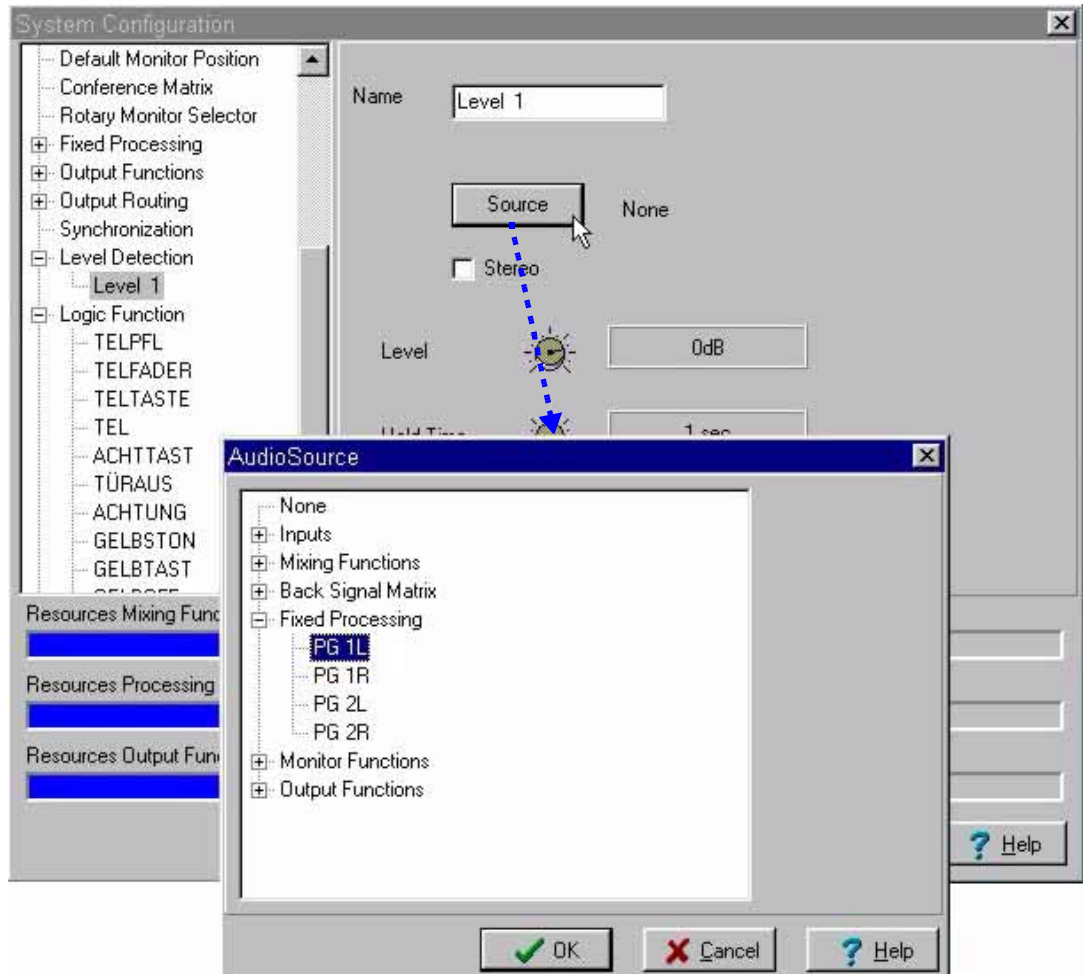 System Configuration
Default Monitor Position
Conference Matrix
Rotary Monitor Selector
Fixed Processing
Output Functions
Output Routing
Synchronization
Level Detection
Level 1
Logic Function
TELPFL
TELFADER
TELTASTE
TEL
ACHTTAST
TÜRAUS
ACHTUNG
GELBSTON
GELBTAST
Name
Level 1
Source
None
Stereo
Level
0dB
Hold Time
1 sec
Resources Mixing Func
Resources Processing
Resources Output Fun
Help
AudioSource
None
Inputs
Mixing Functions
Back Signal Matrix
Fixed Processing
PG 1L
PG 1R
PG 2L
PG 2R
Monitor Functions
Output Functions
OK
Cancel
Help